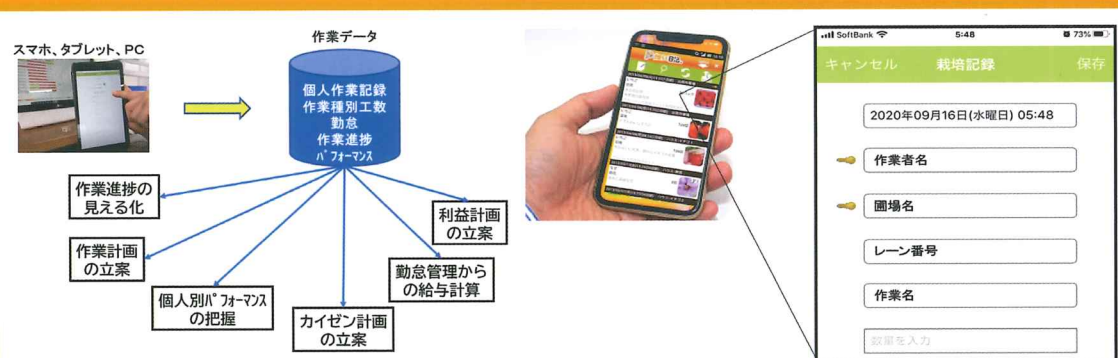 スマホ、タブレット、PC
作業データ
個人作業記録
作業種別工数
勤怠
作業進捗
パフォーマンス
作業進捗の
見える化
作業計画
の立案
個人別パフォーマンス
の把握
カイゼン計画
の立案
勤怠管理から
の給与計算
利益計画
の立案
SoftBank
5:48
73%
キャンセル
栽培記録
保存
2020年09月16日(水曜日) 05:48
作業者名
圃場名
レーン番号
作業名
数量を入力